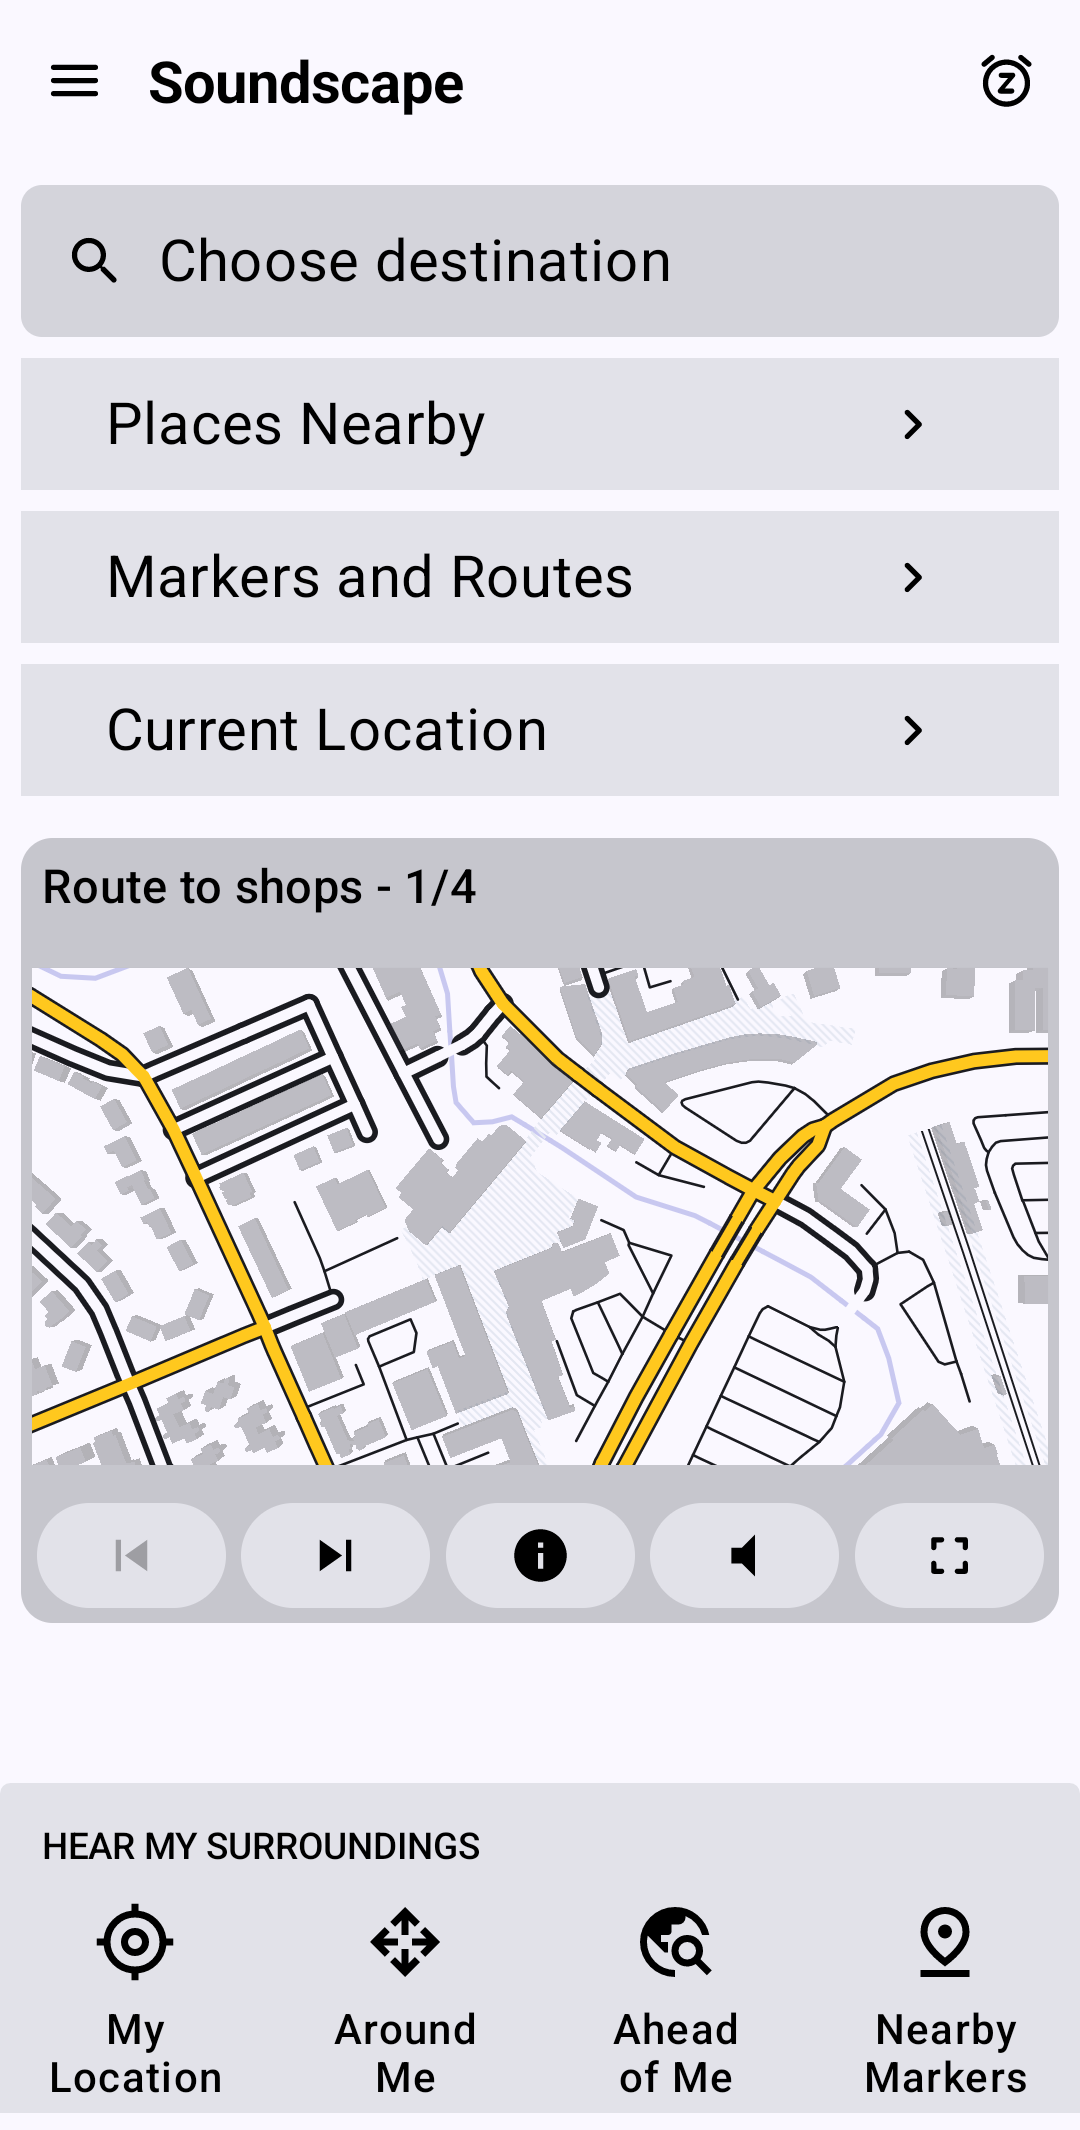 Soundscape
Choose destination
Places Nearby
Markers and Routes
Current Location
Route to shops - 1/4
HEAR MY SURROUNDINGS
My
Location
Around
Me
Ahead
of Me
Nearby
Markers